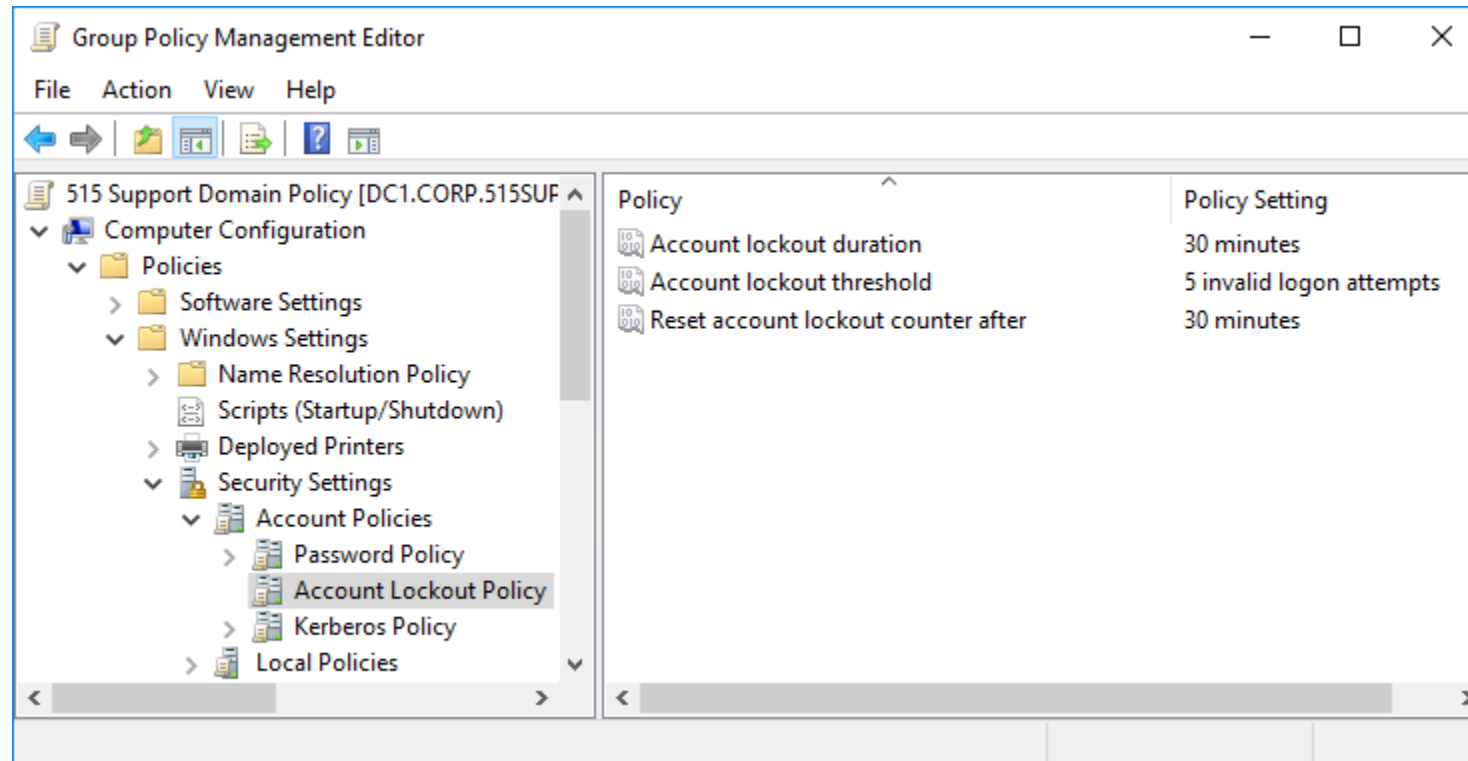 Group Policy Management Editor
File Action View Help
515 Support Domain Policy [DC1.CORP.515SUP
Computer Configuration
Policies
Software Settings
Windows Settings
Name Resolution Policy
Scripts (Startup/Shutdown)
Deployed Printers
Security Settings
Account Policies
Password Policy
Account Lockout Policy
Kerberos Policy
Local Policies
Policy Policy Setting
Account lockout duration 30 minutes
Account lockout threshold 5 invalid logon attempts
Reset account lockout counter after 30 minutes